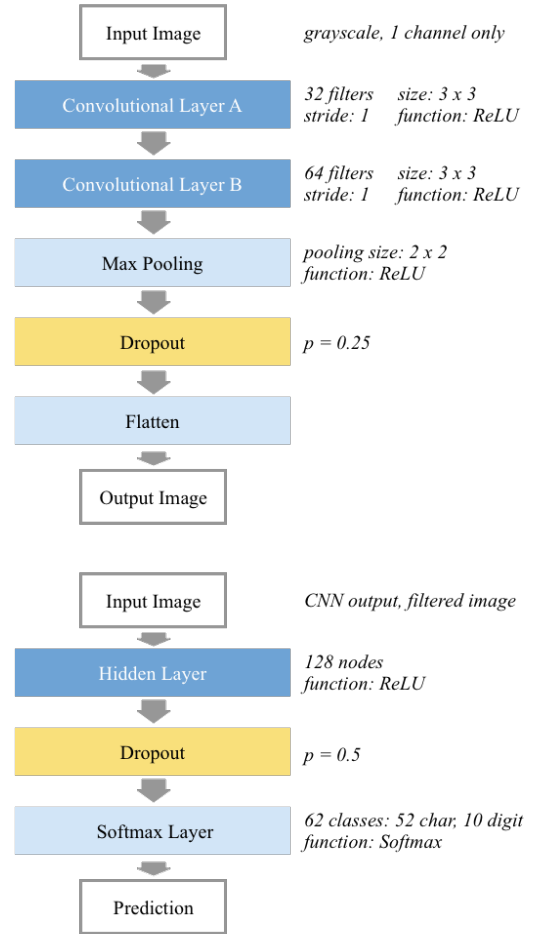 Input Image
grayscale, 1 channel only
Convolutional Layer A
32 filters size: 3 x 3
stride: 1 function: ReLU
Convolutional Layer B
64 filters size: 3 x 3
stride: 1 function: ReLU
Max Pooling
pooling size: 2 x 2
function: ReLU
Dropout
p = 0.25
Flatten
Output Image
Input Image
CNN output, filtered image
Hidden Layer
128 nodes
function: ReLU
Dropout
p = 0.5
Softmax Layer
62 classes: 52 char, 10 digit
function: Softmax
Prediction